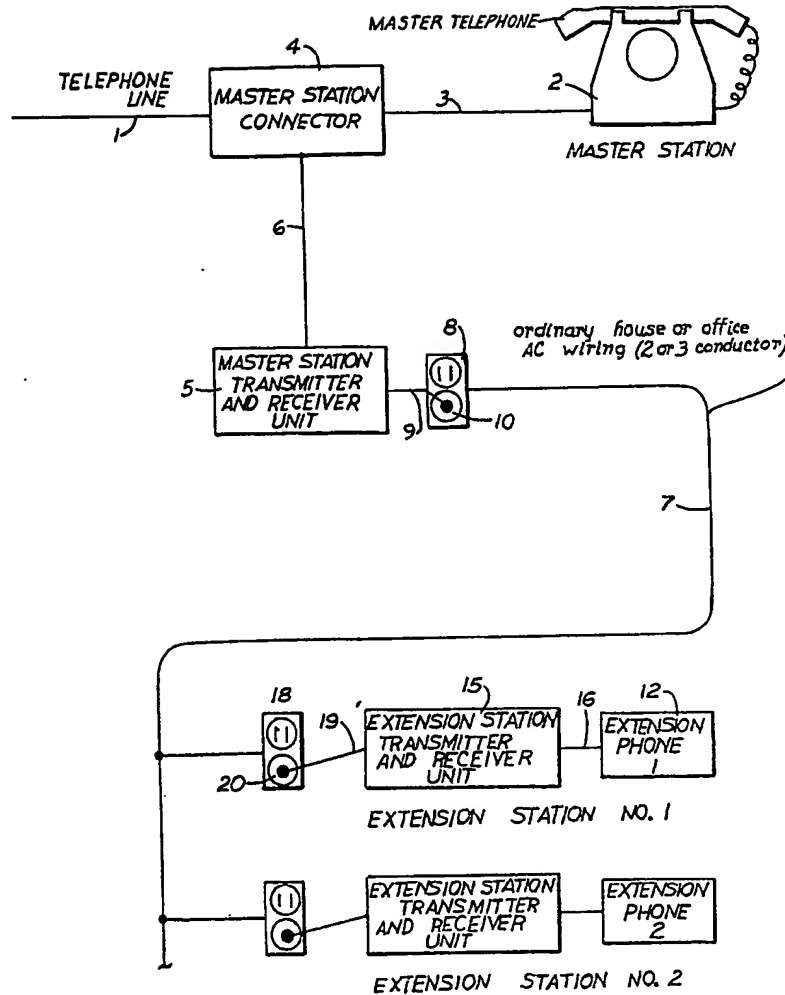 MASTER TELEPHONE
4
TELEPHONE
LINE
MASTER STATION
CONNECTOR
3
2
1
MASTER STATION
6
8
ordinary house or office
AC wiring (2 or 3 conductor)
5
MASTER STATION
TRANSMITTER
AND RECEIVER
UNIT
9
10
7
18
15
16
12
19
EXTENSION STATION
TRANSMITTER
AND RECEIVER
UNIT
EXTENSION
PHONE
1
20
EXTENSION STATION NO. 1
EXTENSION STATION
TRANSMITTER
AND RECEIVER
UNIT
EXTENSION
PHONE
2
EXTENSION STATION NO. 2